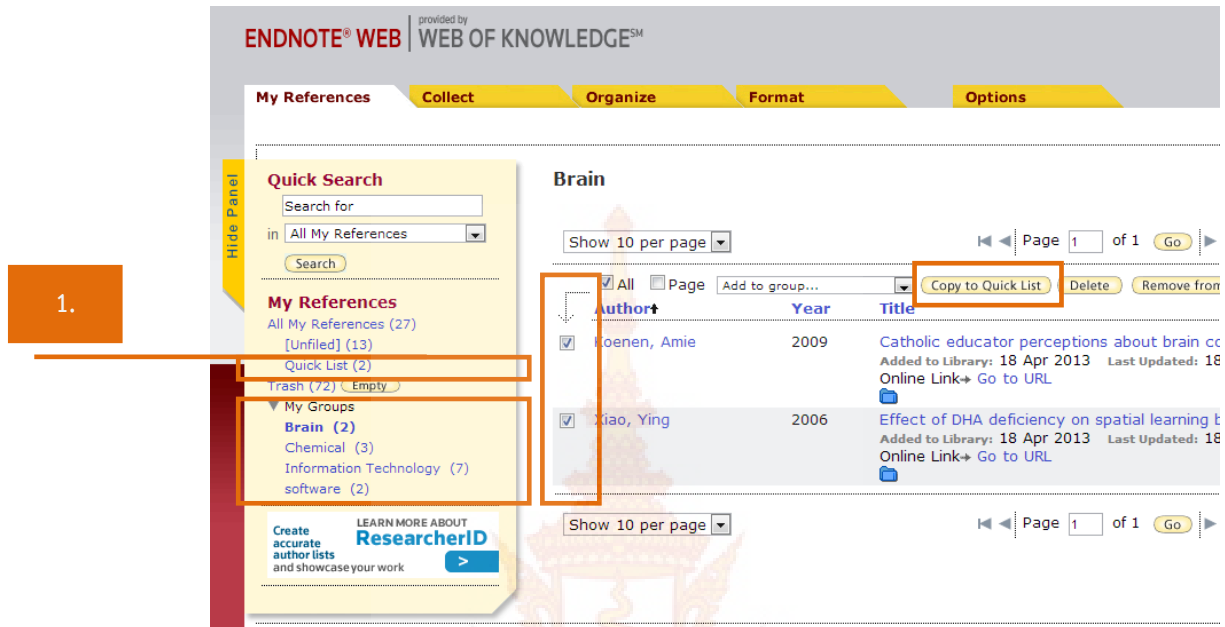 provided by
ENDNOTE® WEB WEB OF KNOWLEDGE℠
My References Collect Organize Format Options
Hide Panel
Quick Search
Search for
in All My References
Search
My References
All My References (27)
[Unfiled] (13)
Quick List (2)
Trash (72) Empty
▼ My Groups
Brain (2)
Chemical (3)
Information Technology (7)
software (2)
Create
accurate
author lists
and showcase your work
LEARN MORE ABOUT
ResearcherID
>
1.
Brain
Show 10 per page Page 1 of 1 Go
All Page Add to group... Copy to Quick List Delete Remove from
Author Year Title
Koenen, Amie 2009 Catholic educator perceptions about brain
Added to Library: 18 Apr 2013 Last Updated: 18
Online Link→ Go to URL
Xiao, Ying 2006 Effect of DHA deficiency on spatial learning
Added to Library: 18 Apr 2013 Last Updated: 18
Online Link→ Go to URL
Show 10 per page Page 1 of 1 Go